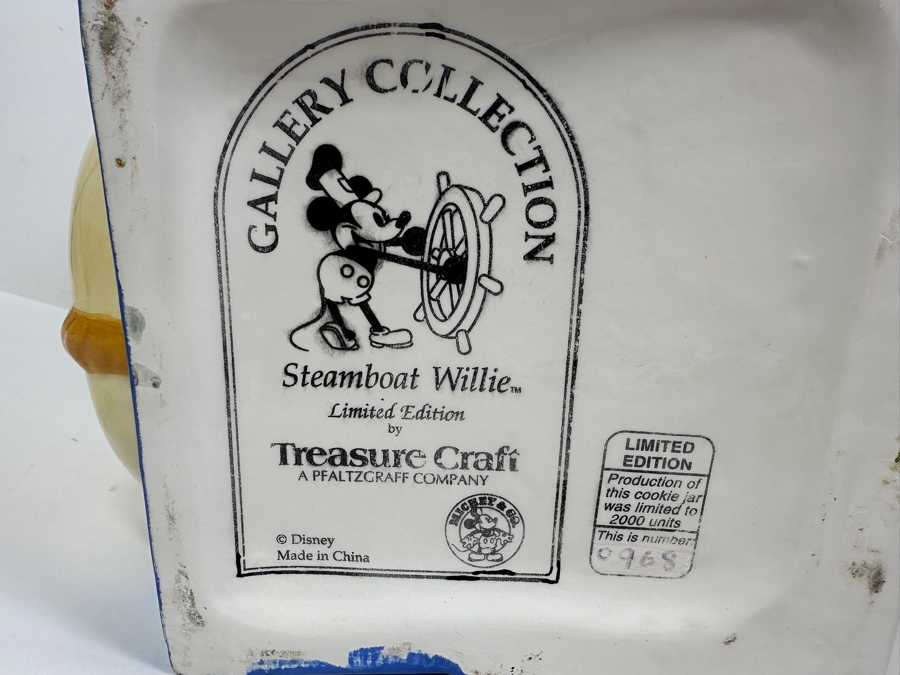 GALLERY COLLECTION
Steamboat Willie™
Limited Edition
by
Treasure Craft
A PFALTZGRAFF COMPANY
MICKEY & CO.
© Disney
Made in China
LIMITED
EDITION
Production of
this cookie jar
was limited to
2000 units
This is number:
0968